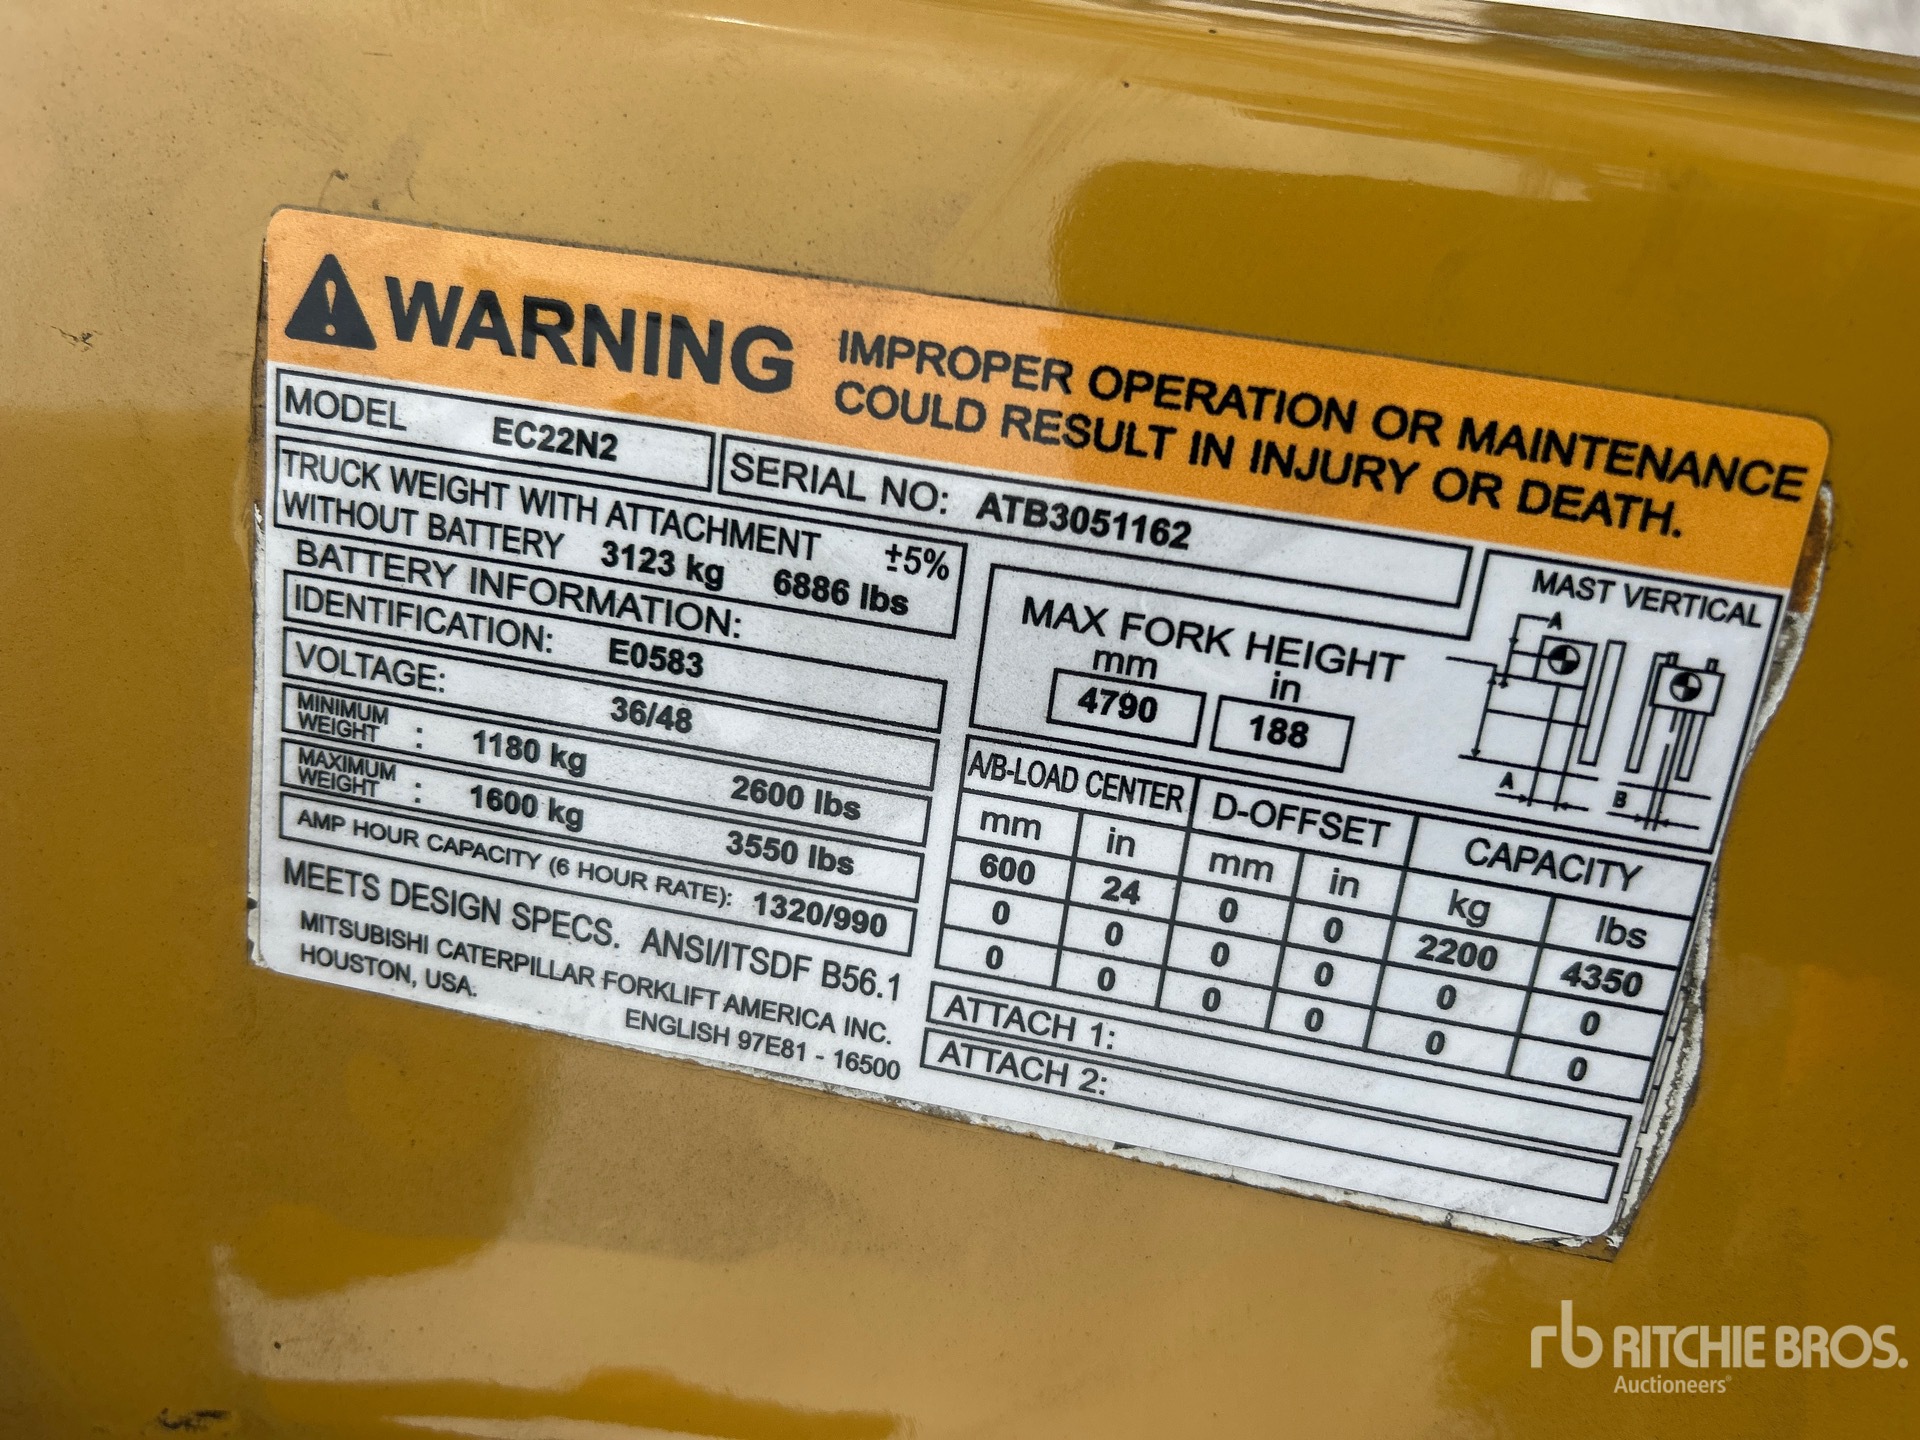 WARNING
IMPROPER OPERATION OR MAINTENANCE
COULD RESULT IN INJURY OR DEATH.
MODEL EC22N2
SERIAL NO: ATB3051162
TRUCK WEIGHT WITH ATTACHMENT ±5%
WITHOUT BATTERY 3123 kg 6886 lbs
BATTERY INFORMATION:
IDENTIFICATION: E0583
VOLTAGE: 36/48
MINIMUM
WEIGHT : 1180 kg 2600 lbs
MAXIMUM
WEIGHT : 1600 kg 3550 lbs
AMP HOUR CAPACITY (6 HOUR RATE): 1320/990
MEETS DESIGN SPECS. ANSI/ITSDF B56.1
MITSUBISHI CATERPILLAR FORKLIFT AMERICA INC.
HOUSTON, USA.
ENGLISH 97E81 - 16500
MAX FORK HEIGHT
mm in
4790 188
MAST VERTICAL
A
A B
A/B-LOAD CENTER D-OFFSET CAPACITY
mm in mm in kg lbs
600 24 0 0 2200 4350
0 0 0 0 0 0
0 0 0 0 0 0
ATTACH 1:
ATTACH 2:
rb RITCHIE BROS.
Auctioneers